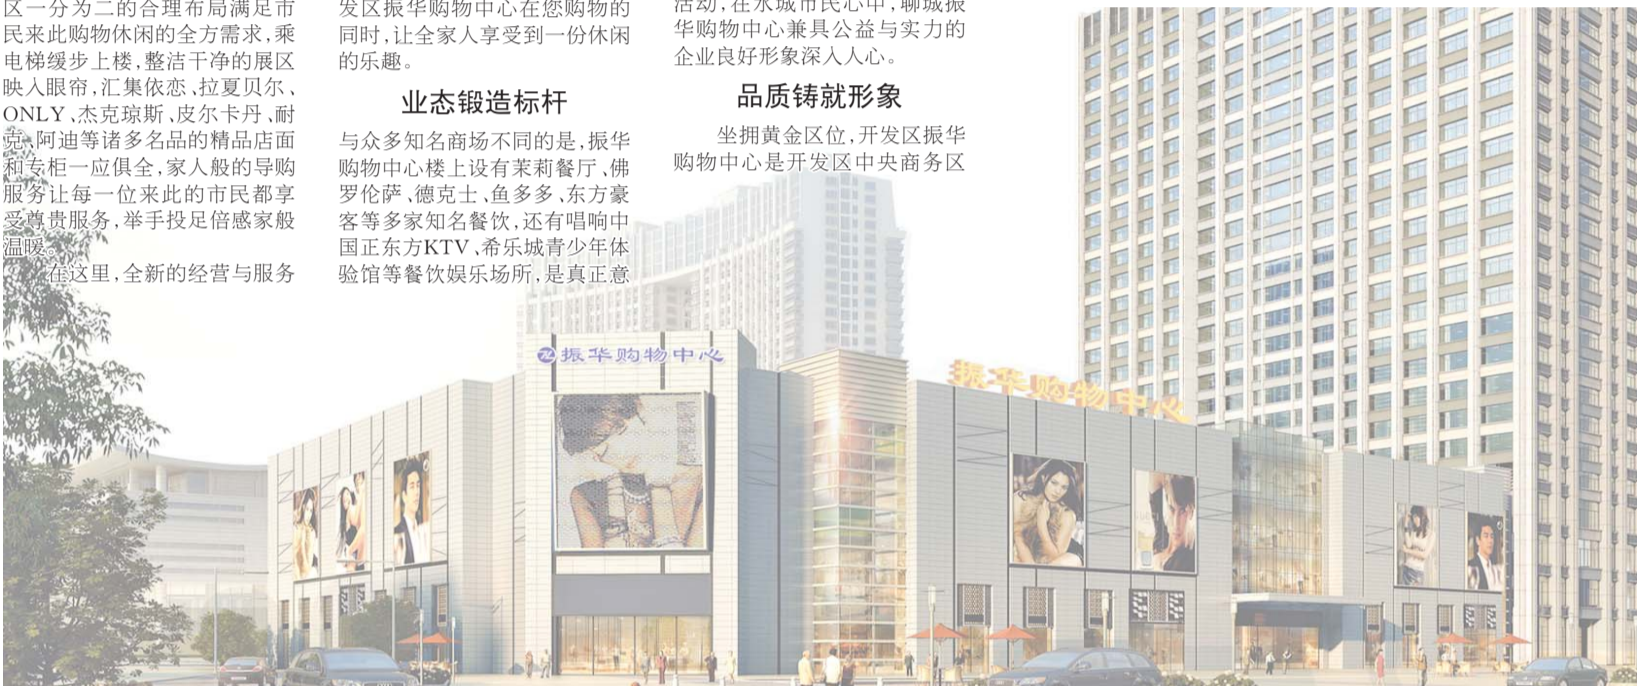 区一分为二的合理布局满足市
民来此购物休闲的全方需求,乘
电梯缓步上楼,整洁干净的展区
映入眼帘,汇集依恋、拉夏贝尔、
ONLY、杰克琼斯、皮尔卡丹、耐
克、阿迪等诸多名品的精品店面
和专柜一应俱全,家人般的导购
服务让每一位来此的市民都享
受尊贵服务,举手投足倍感家般
温暖。
在这里,全新的经营与服务
发区振华购物中心在您购物的
同时,让全家人享受到一份休闲
的乐趣。
业态锻造标杆
与众多知名商场不同的是,振华
购物中心楼上设有茉莉餐厅、佛
罗伦萨、德克士、鱼多多、东方豪
客等多家知名餐饮,还有唱响中
国正东方KTV、希乐城青少年体
验馆等餐饮娱乐场所,是真正意
活动,在水城市民心中,聊城振
华购物中心兼具公益与实力的
企业良好形象深入人心。
品质铸就形象
坐拥黄金区位,开发区振华
购物中心是开发区中央商务区
振华购物中心
振华购物中心